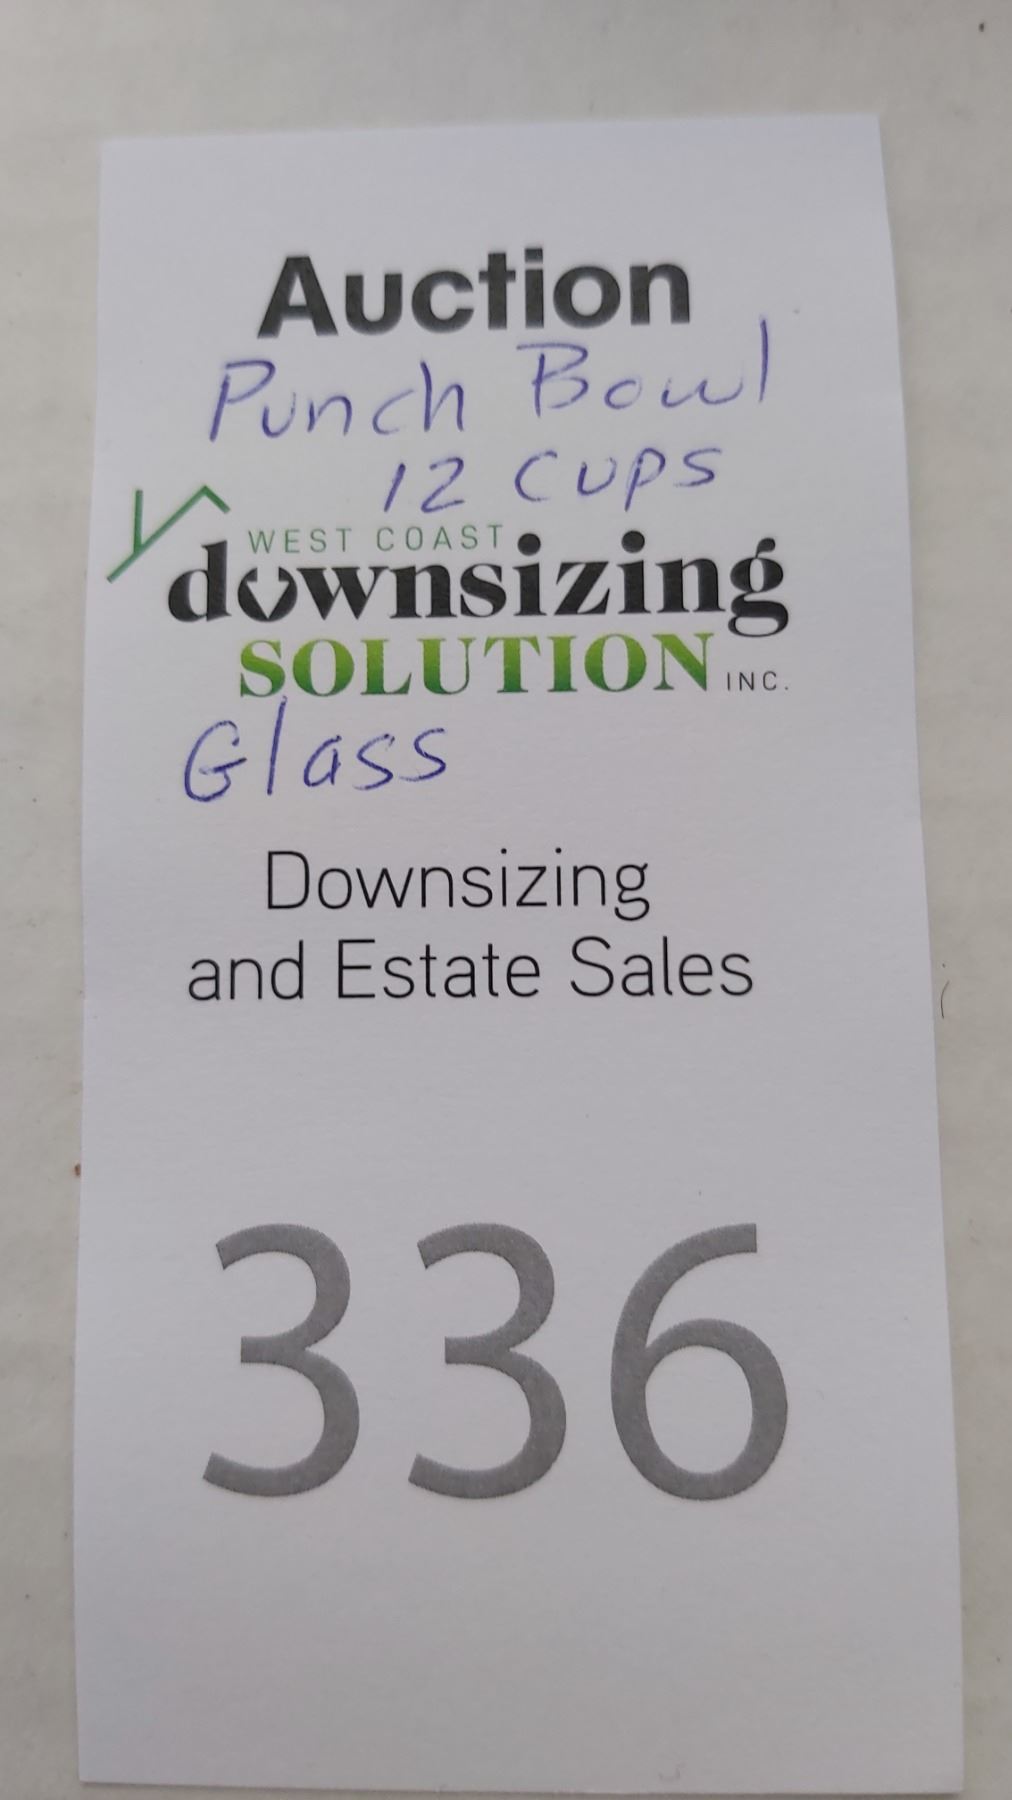 Auction
Punch Bowl
12 cups
WEST COAST
downsizing
SOLUTION INC.
Glass
Downsizing
and Estate Sales
336